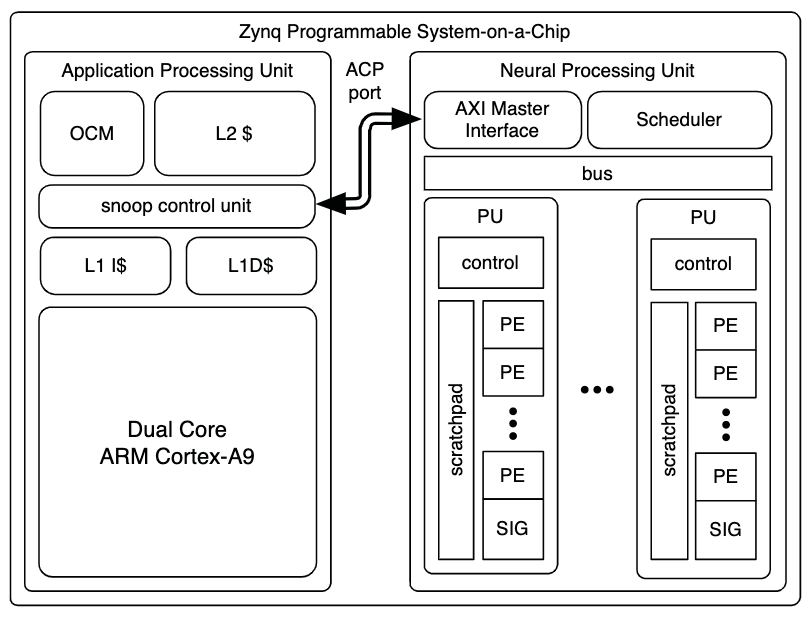 Zynq Programmable System-on-a-Chip
Application Processing Unit
OCM
L2 $
snoop control unit
L1 I$
L1D$
Dual Core
ARM Cortex-A9
ACP
port
Neural Processing Unit
AXI Master
Interface
Scheduler
bus
PU
control
scratchpad
PE
PE
PE
SIG
PU
control
scratchpad
PE
PE
PE
SIG